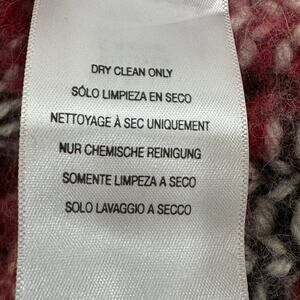 DRY CLEAN ONLY
SÓLO LIMPIEZA EN SECO
NETTOYAGE À SEC UNIQUEMENT
NUR CHEMISCHE REINIGUNG
SOMENTE LIMPEZA A SECO
SOLO LAVAGGIO A SECCO